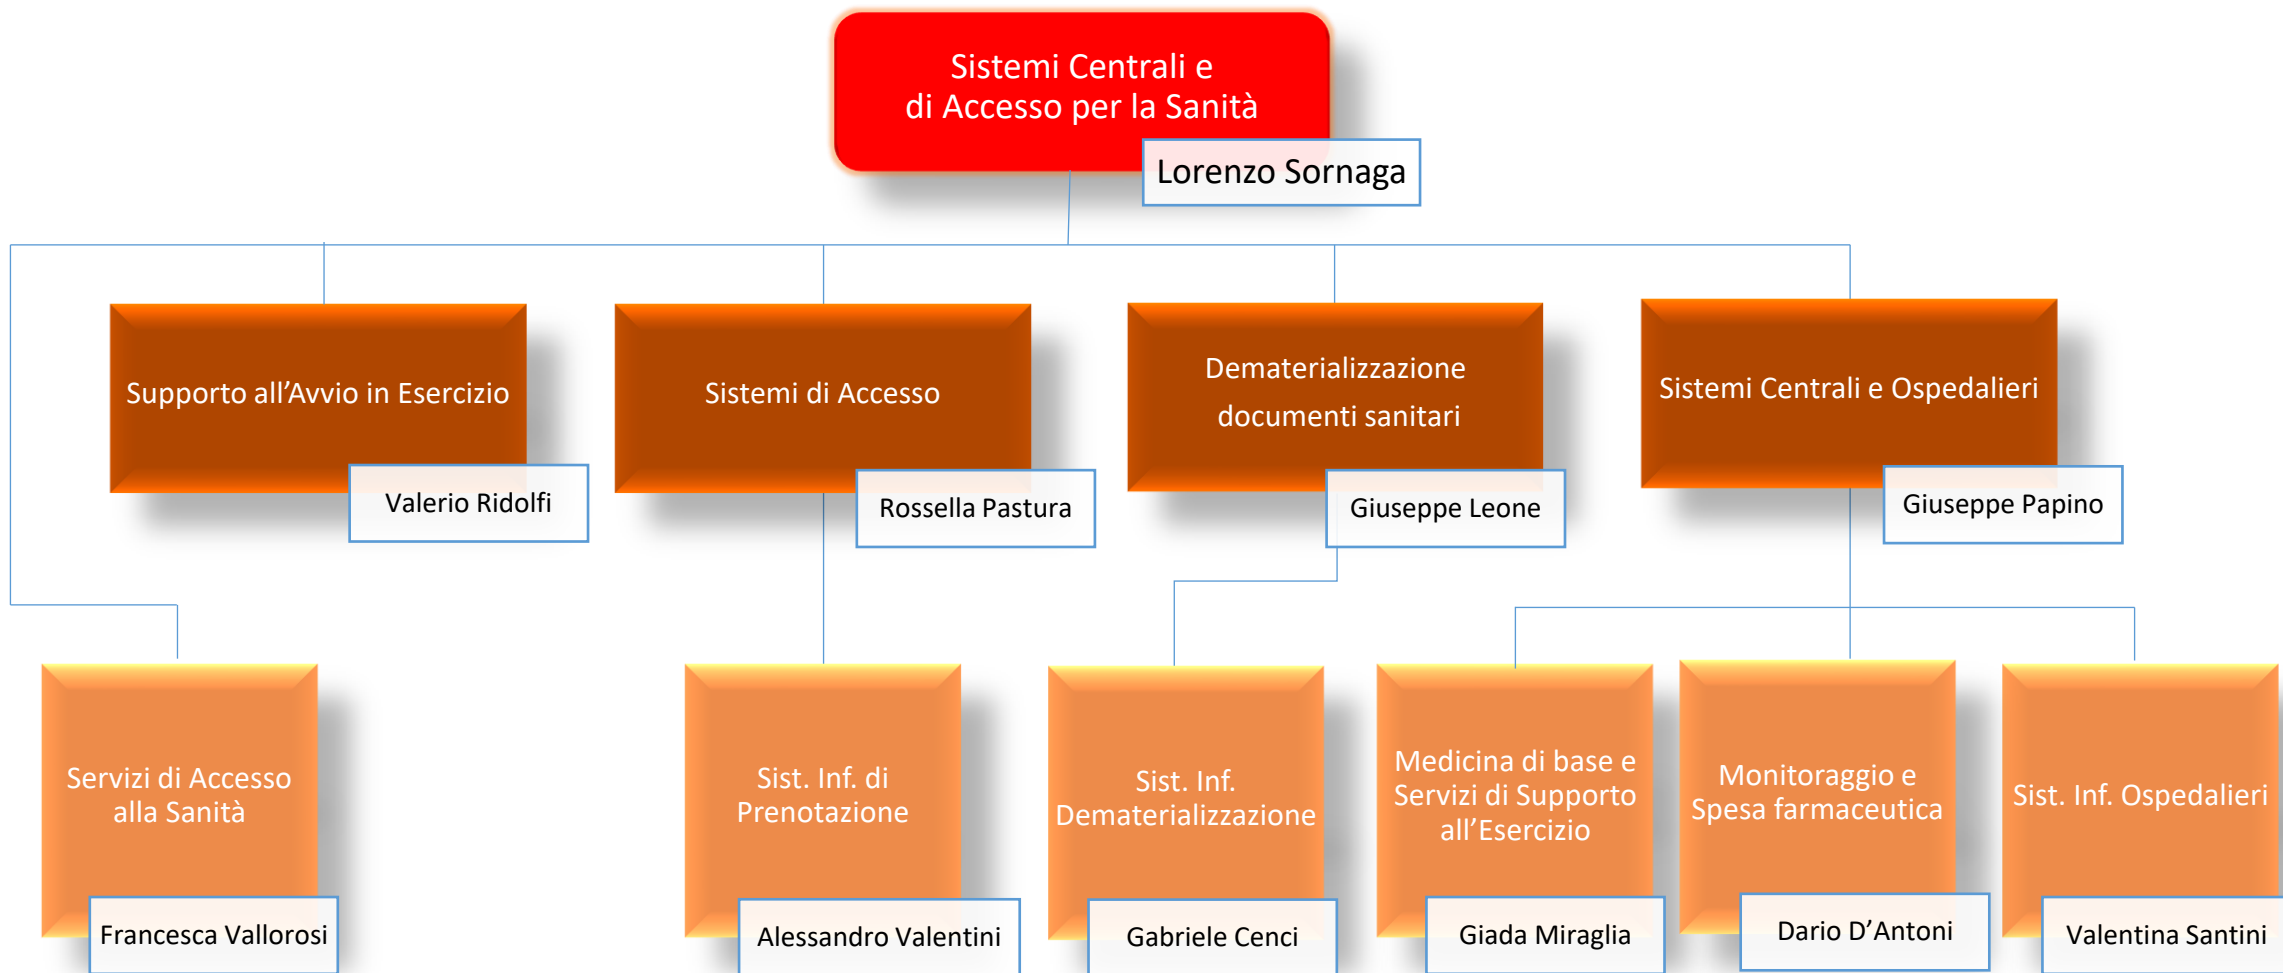 Sistemi Centrali e
di Accesso per la Sanità
Lorenzo Sornaga
Supporto all’Avvio in Esercizio
Valerio Ridolfi
Sistemi di Accesso
Rossella Pastura
Dematerializzazione
documenti sanitari
Giuseppe Leone
Sistemi Centrali e Ospedalieri
Giuseppe Papino
Servizi di Accesso
alla Sanità
Francesca Vallorosi
Sist. Inf. di
Prenotazione
Alessandro Valentini
Sist. Inf.
Dematerializzazione
Gabriele Cenci
Medicina di base e
Servizi di Supporto
all’Esercizio
Giada Miraglia
Monitoraggio e
Spesa farmaceutica
Dario D’Antoni
Sist. Inf. Ospedalieri
Valentina Santini